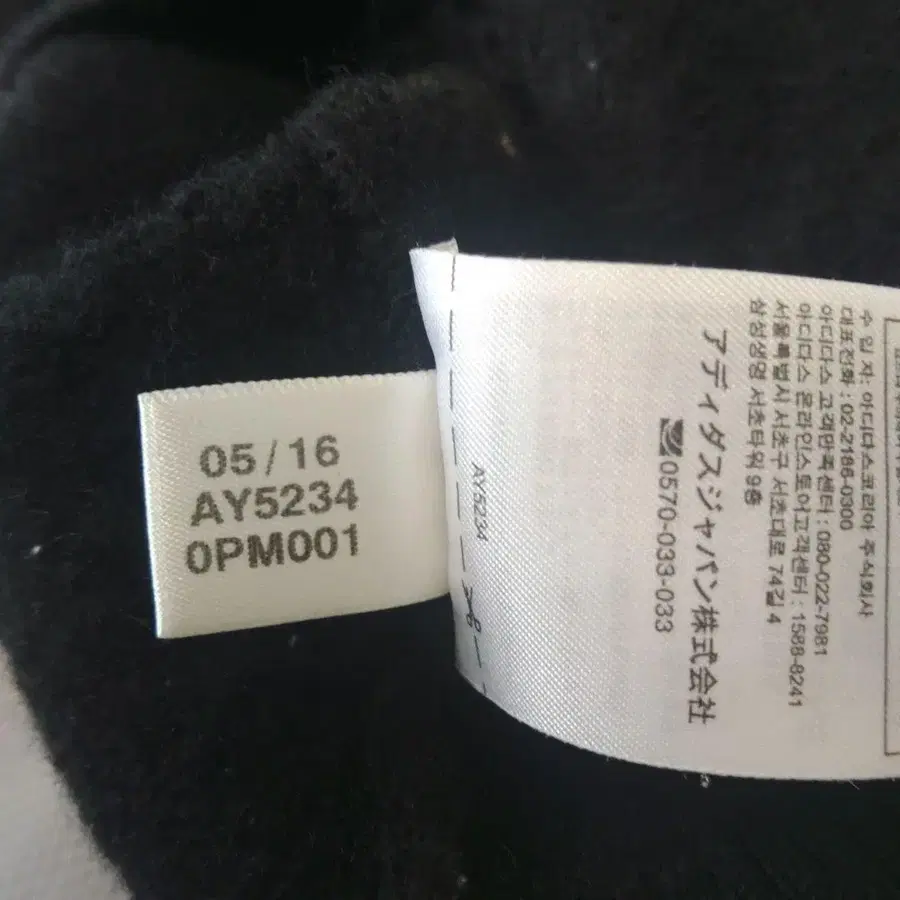 05/16
AY5234
0PM001
AY5234
수 입 자: 아디다스코리아 주식회사
대표전화 : 02-2186-0300
아디다스 고객만족센터 : 080-022-7981
아디다스 온라인스토어고객센터 : 1588-8241
서울특별시 서초구 서초대로 74길 4
삼성생명 서초타워 9층
アディダスジャパン株式会社
0570-033-033